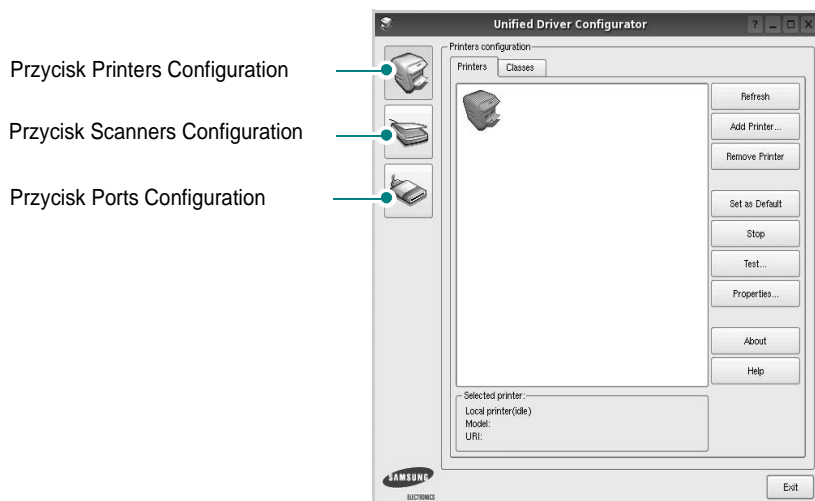 Unified Driver Configurator
Przycisk Printers Configuration
Przycisk Scanners Configuration
Przycisk Ports Configuration
Printers configuration
Printers
Classes
Refresh
Add Printer...
Remove Printer
Set as Default
Stop
Test...
Properties...
About
Help
Selected printer:
Local printer(idle)
Model:
URI:
SAMSUNG
ELECTRONICS
Exit